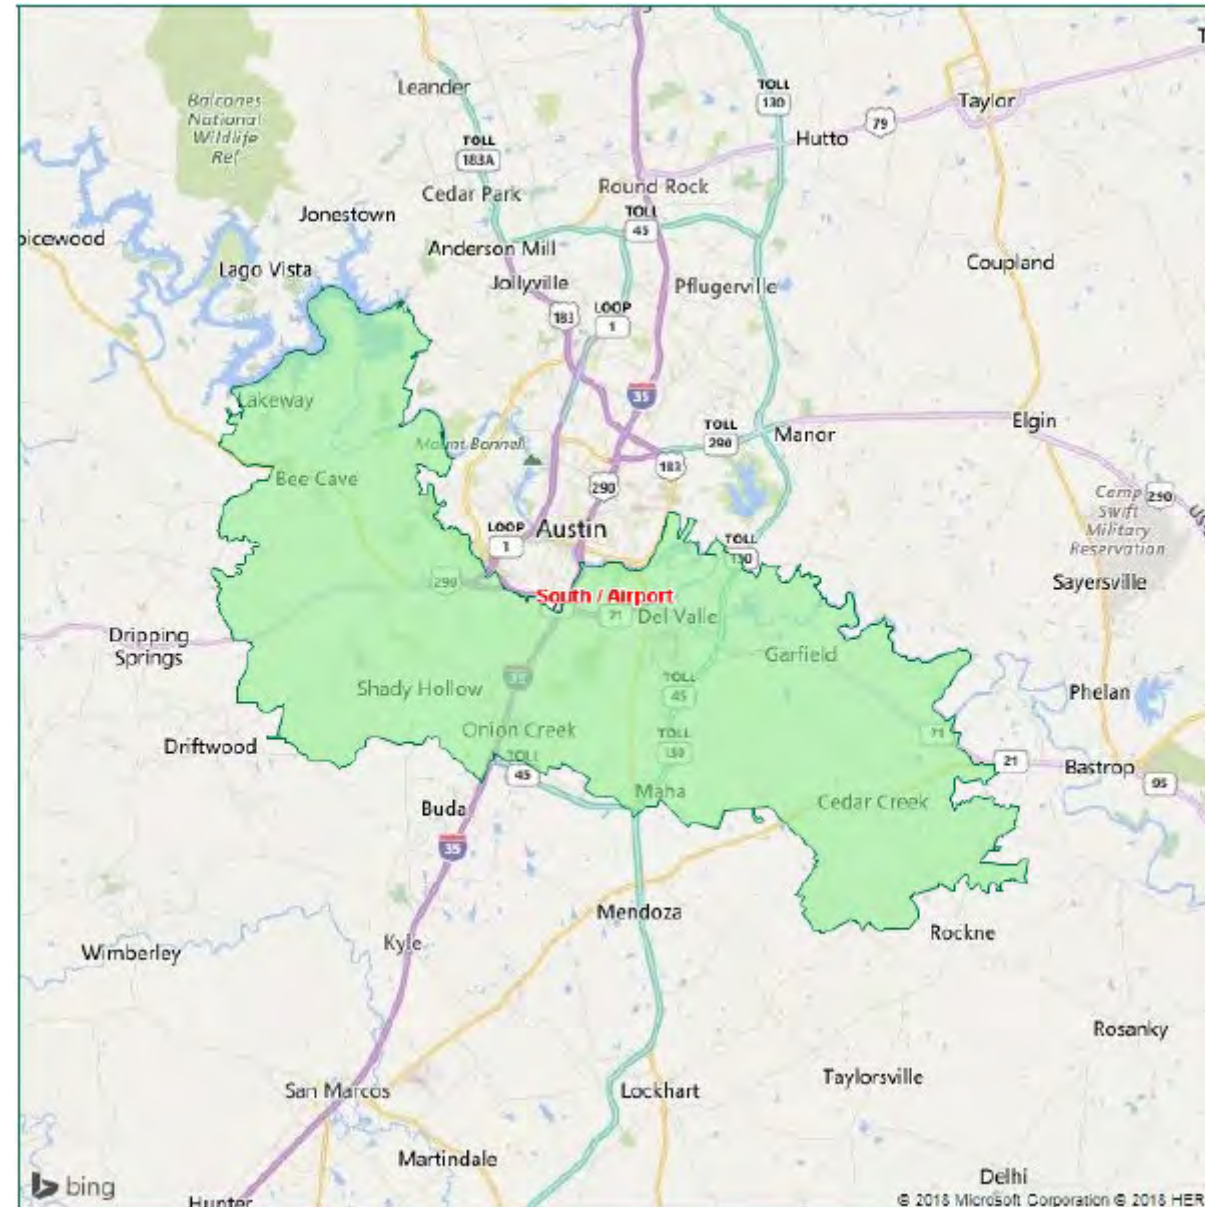 Leander
TOLL
130
Taylor
Balcones
National
Wildlife
Ref
79
Hutto
TOLL
183A
Cedar Park
Round Rock
TOLL
45
Jonestown
picewood
Anderson Mill
Coupland
Lago Vista
Jollyville
Pflugerville
LOOP
1
183
35
Lakeway
Elgin
TOLL
290
Manor
Mount Bonnell
183
Bee Cave
290
Camp
Swift
Military
Reservation
290
US
LOOP
1
Austin
TOLL
130
290
Sayersville
South / Airport
71
Del Valle
Dripping
Springs
Garfield
Shady Hollow
35
TOLL
45
Phelan
Onion Creek
TOLL
130
71
Driftwood
TOLL
45
21
Bastrop
95
Maha
Cedar Creek
Buda
35
Mendoza
Rockne
Kyle
Wimberley
Rosanky
Taylorsville
San Marcos
Lockhart
Martindale
Delhi
bing
Hunter
© 2018 Microsoft Corporation © 2018 HER